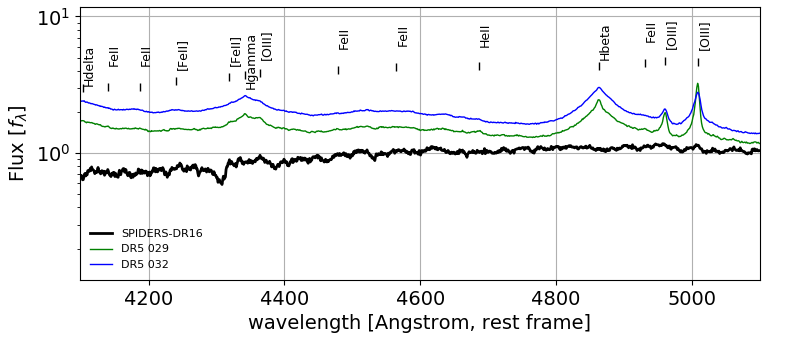 10¹
Hdelta FeII FeII [FeII] [FeII] Hgamma [OIII] FeII FeII HeII Hbeta FeII [OIII] [OIII]
Flux [fλ]
10⁰
SPIDERS-DR16
DR5 029
DR5 032
4200 4400 4600 4800 5000
wavelength [Angstrom, rest frame]